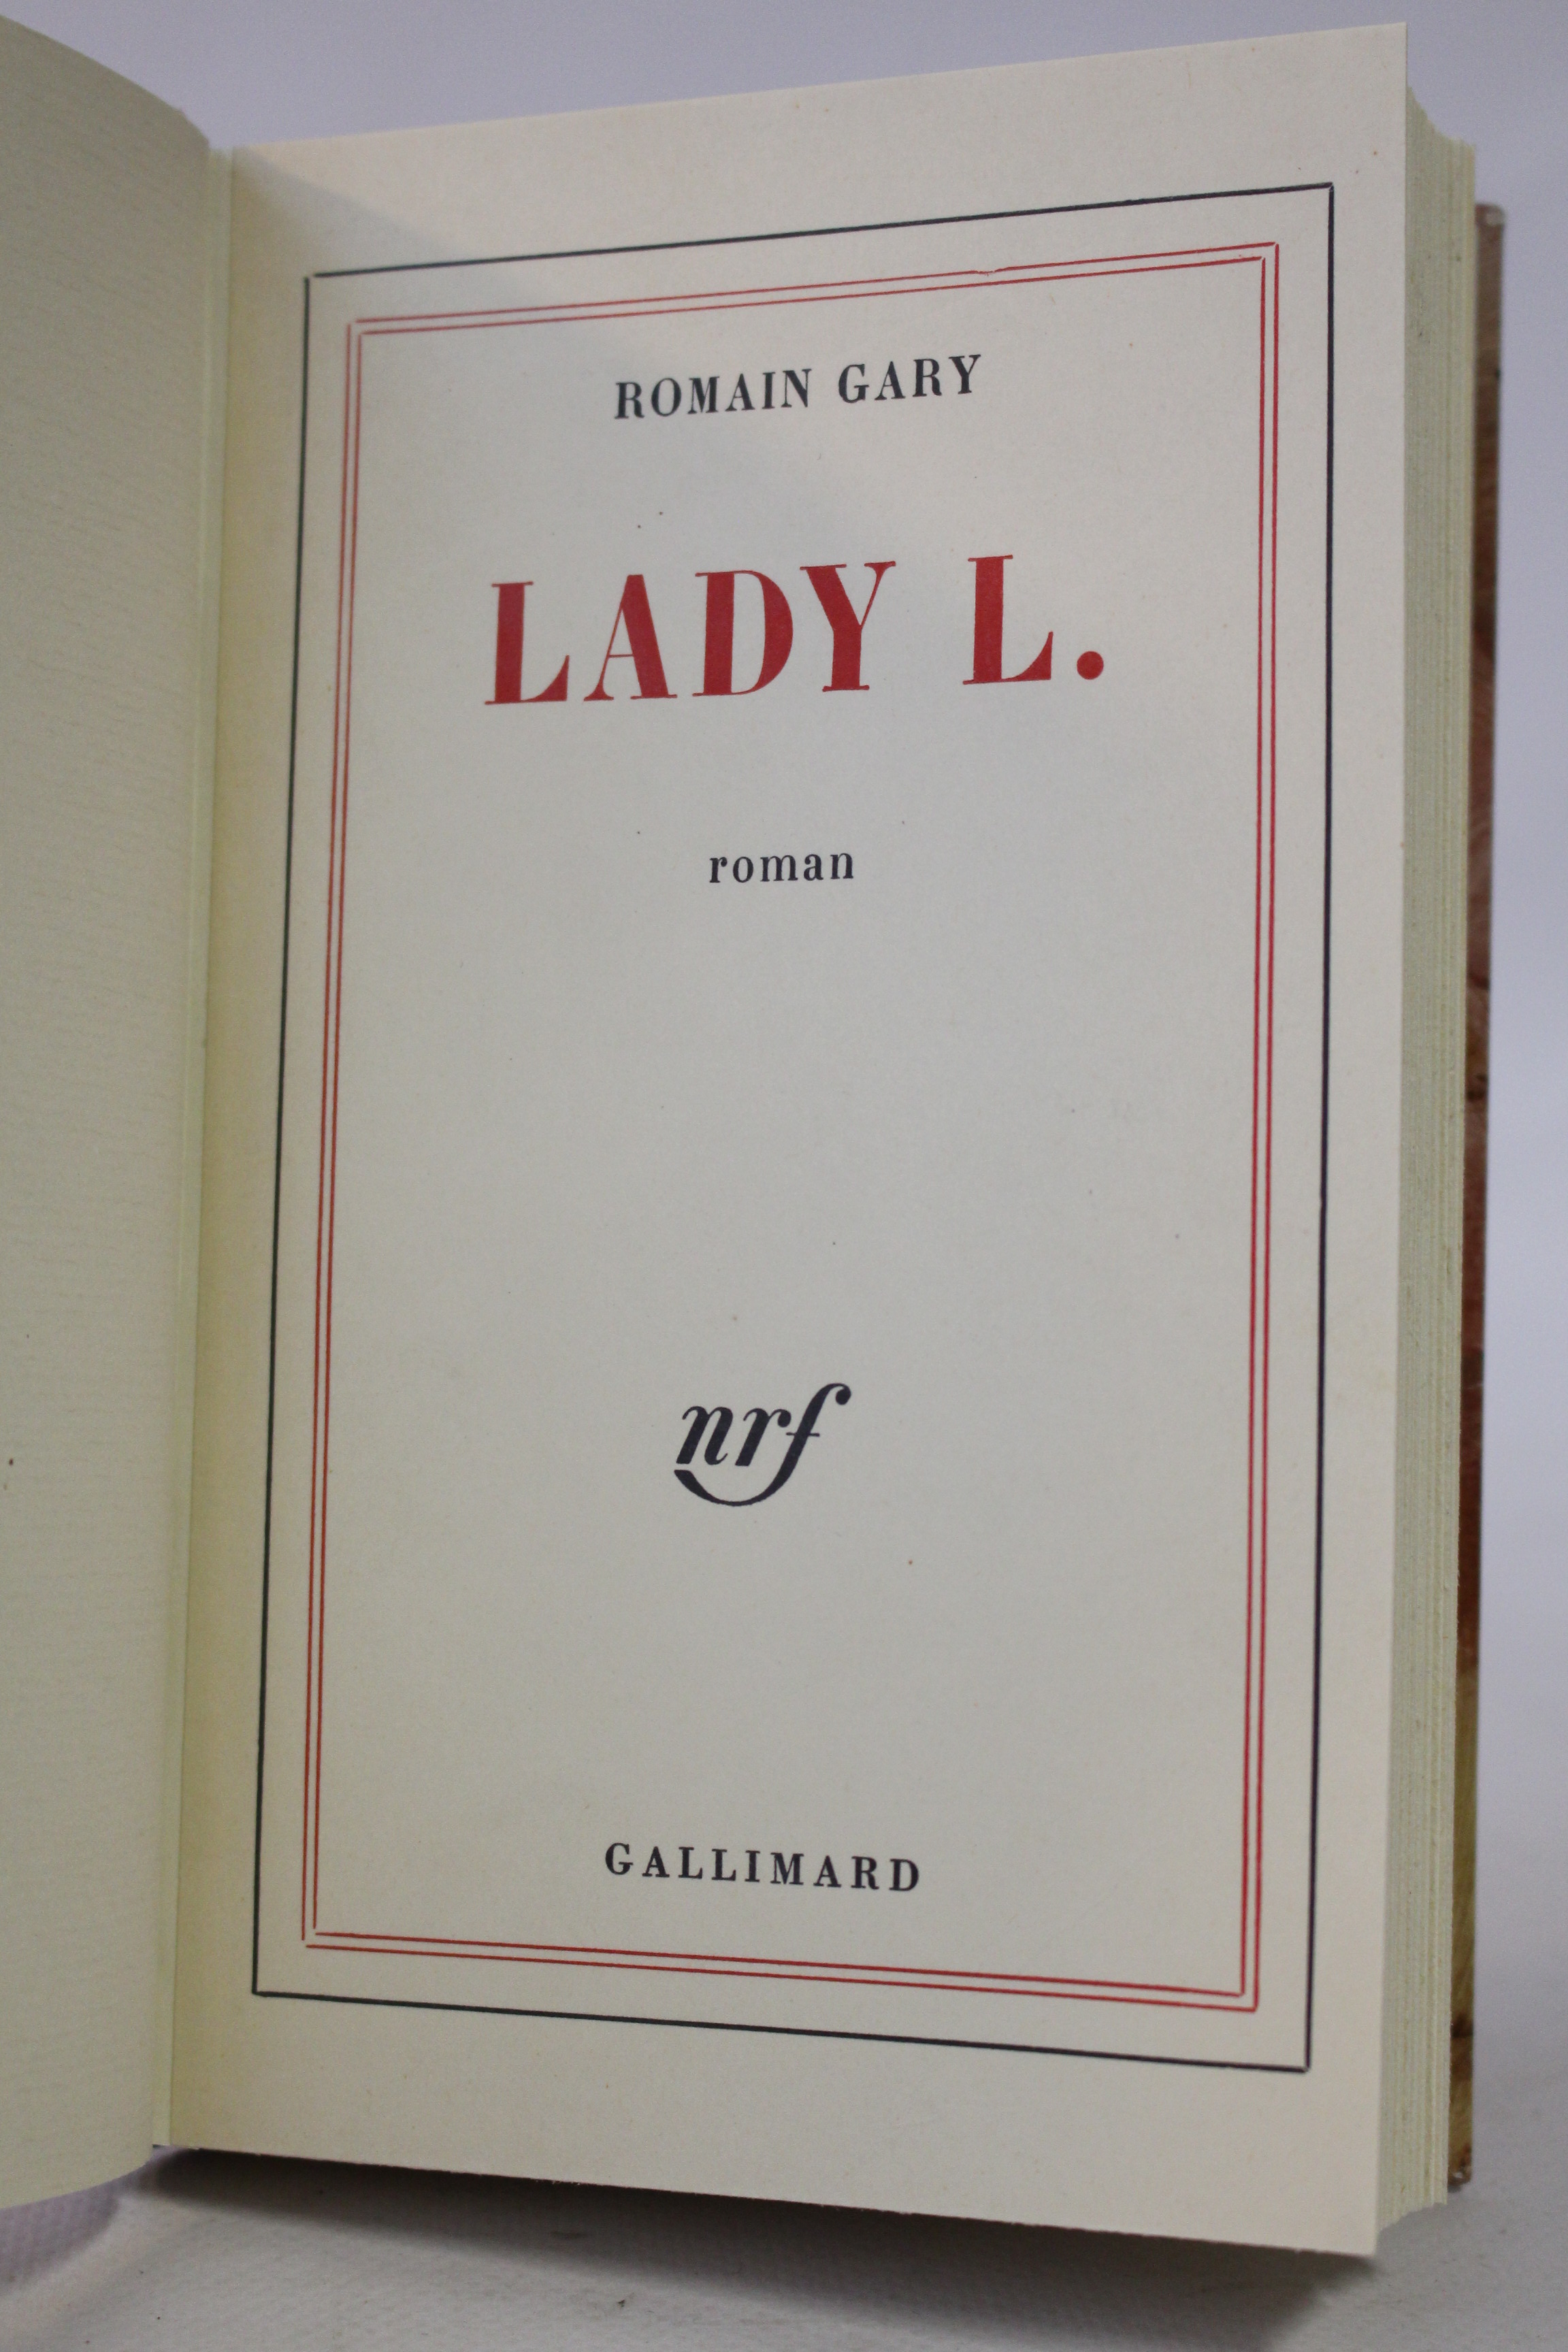 ROMAIN GARY
LADY L.
roman
nrf
GALLIMARD